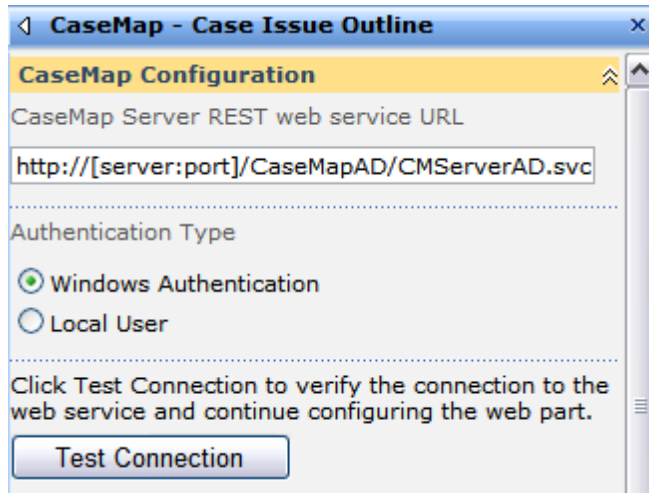 CaseMap - Case Issue Outline
CaseMap Configuration
CaseMap Server REST web service URL
http://[server:port]/CaseMapAD/CMServerAD.svc
Authentication Type
Windows Authentication
Local User
Click Test Connection to verify the connection to the
web service and continue configuring the web part.
Test Connection